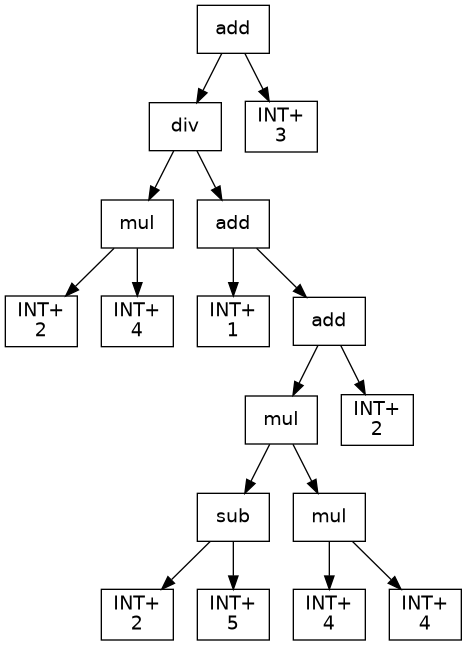 add
div
INT+
3
mul
add
INT+
2
INT+
4
INT+
1
add
mul
INT+
2
sub
mul
INT+
2
INT+
5
INT+
4
INT+
4